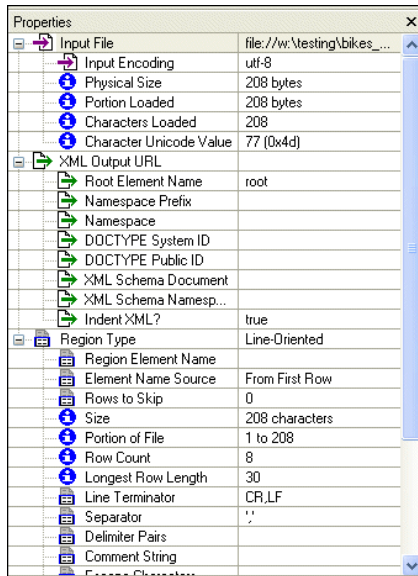 Properties
Input File file://w:\testing\bikes_...
Input Encoding utf-8
Physical Size 208 bytes
Portion Loaded 208 bytes
Characters Loaded 208
Character Unicode Value 77 (0x4d)
XML Output URL
Root Element Name root
Namespace Prefix
Namespace
DOCTYPE System ID
DOCTYPE Public ID
XML Schema Document
XML Schema Namesp...
Indent XML? true
Region Type Line-Oriented
Region Element Name
Element Name Source From First Row
Rows to Skip 0
Size 208 characters
Portion of File 1 to 208
Row Count 8
Longest Row Length 30
Line Terminator CR,LF
Separator ','
Delimiter Pairs
Comment String
Escape Characters